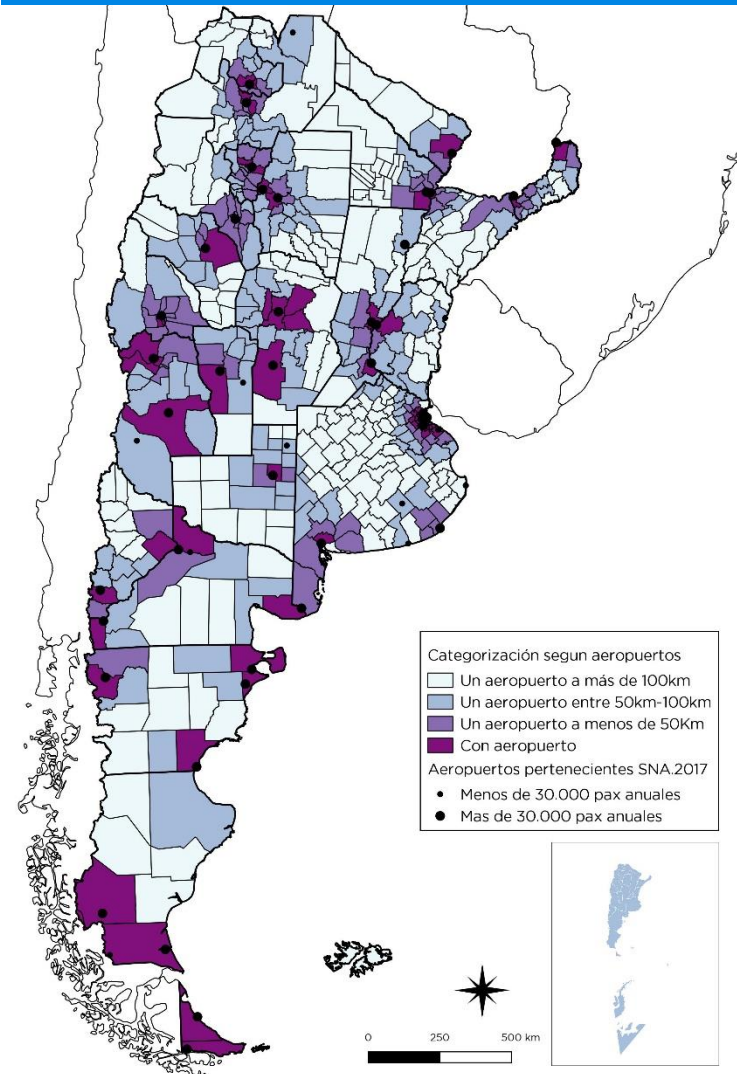 Categorización segun aeropuertos
Un aeropuerto a más de 100km
Un aeropuerto entre 50km-100km
Un aeropuerto a menos de 50Km
Con aeropuerto
Aeropuertos pertenecientes SNA.2017
Menos de 30.000 pax anuales
Mas de 30.000 pax anuales
0 250 500 km